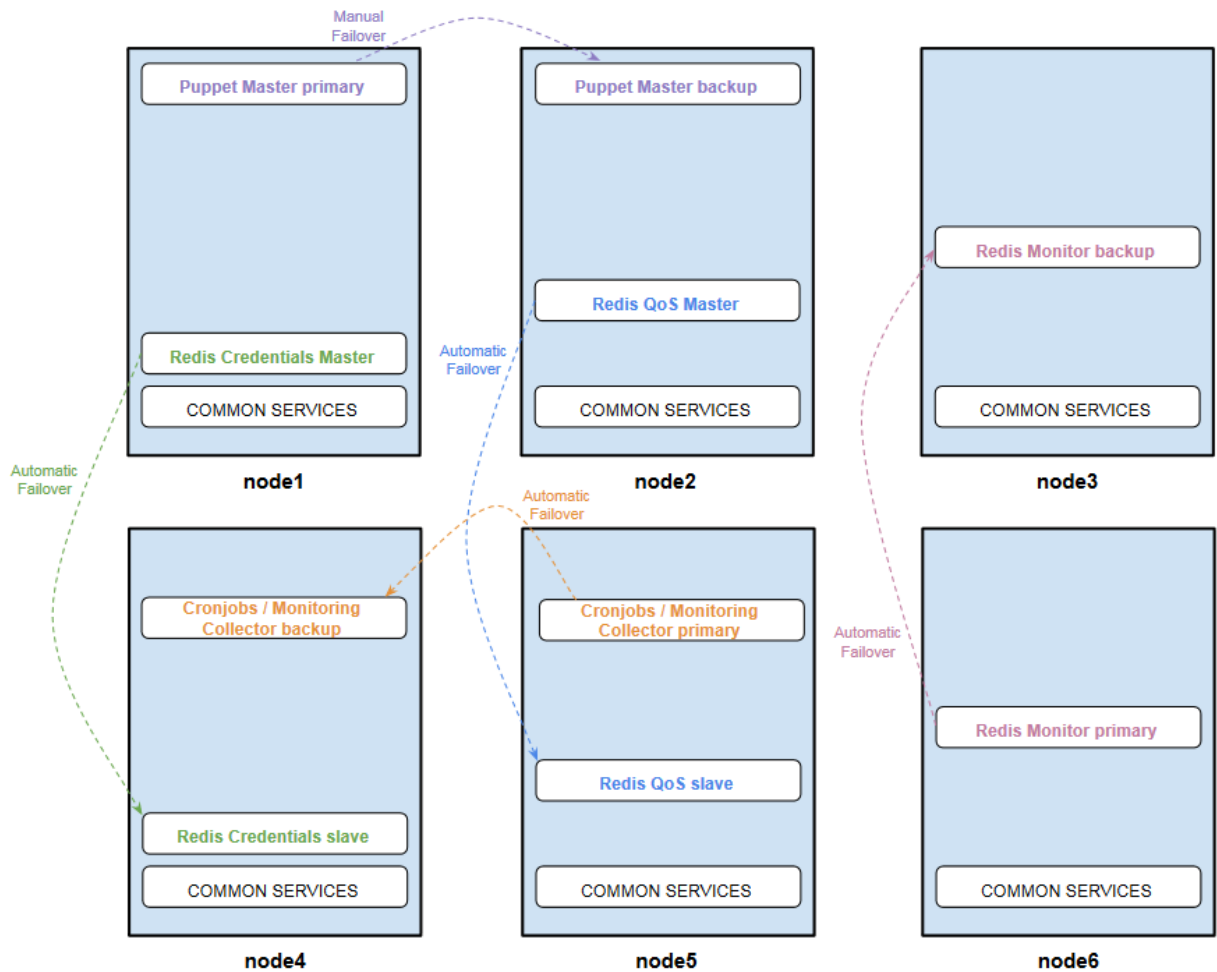 Manual
Failover
Puppet Master primary
Puppet Master backup
Redis Monitor backup
Redis QoS Master
Automatic
Failover
Redis Credentials Master
COMMON SERVICES
COMMON SERVICES
COMMON SERVICES
Automatic
Failover
node1
node2
node3
Automatic
Failover
Cronjobs / Monitoring
Collector backup
Cronjobs / Monitoring
Collector primary
Automatic
Failover
Redis Monitor primary
Redis QoS slave
Redis Credentials slave
COMMON SERVICES
COMMON SERVICES
COMMON SERVICES
node4
node5
node6